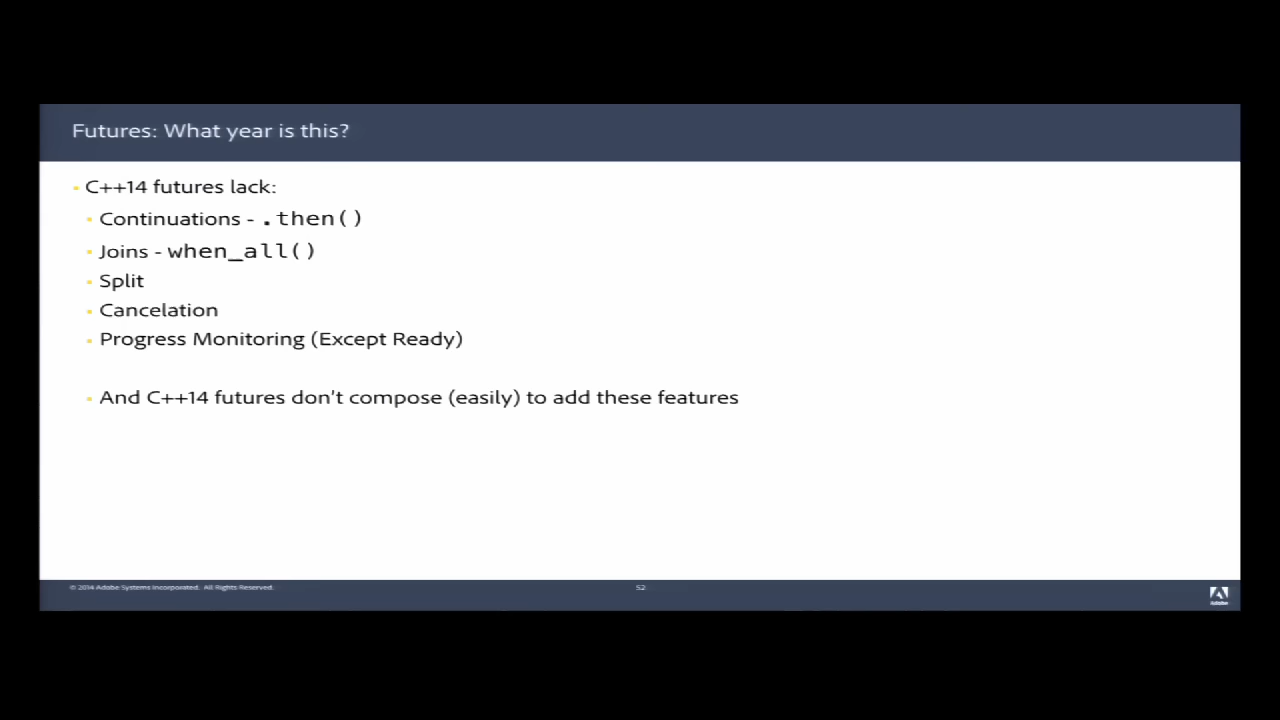 Futures: What year is this?
C++14 futures lack:
Continuations - .then()
Joins - when_all()
Split
Cancelation
Progress Monitoring (Except Ready)
And C++14 futures don't compose (easily) to add these features
© 2014 Adobe Systems Incorporated. All Rights Reserved.
52
Adobe